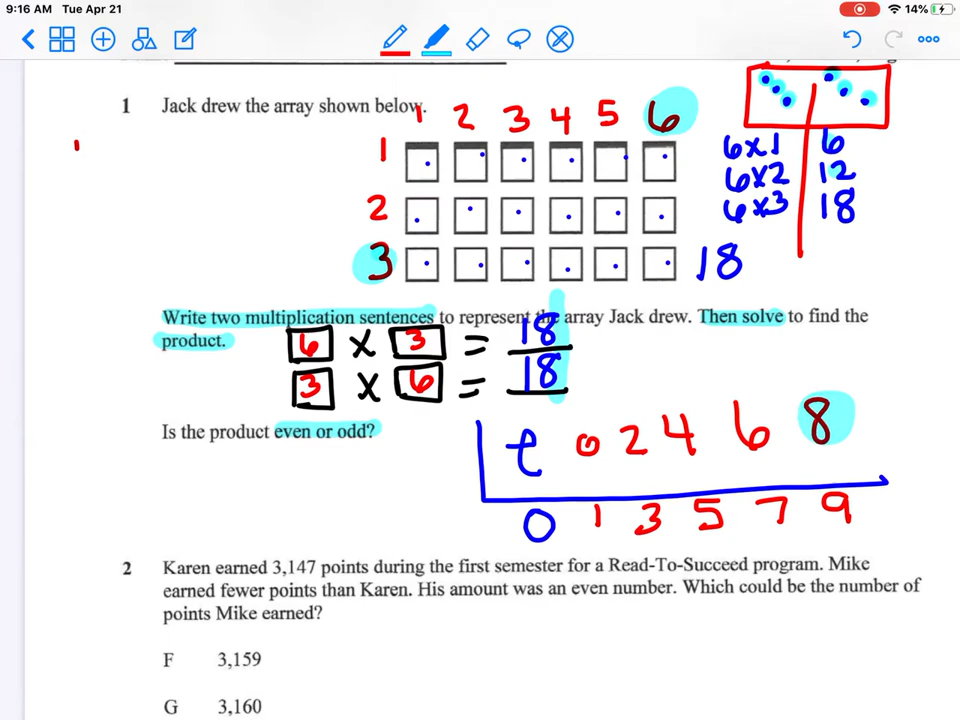 9:16 AM Tue Apr 21
14%
1 Jack drew the array shown below.
1 2 3 4 5 6
1
2
3
18
6x1 6
6x2 12
6x3 18
Write two multiplication sentences to represent the array Jack drew. Then solve to find the
product.
6 x 3 = 18
3 x 6 = 18
Is the product even or odd?
e 0 2 4 6 8
0 1 3 5 7 9
2 Karen earned 3,147 points during the first semester for a Read-To-Succeed program. Mike
earned fewer points than Karen. His amount was an even number. Which could be the number of
points Mike earned?
F 3,159
G 3,160